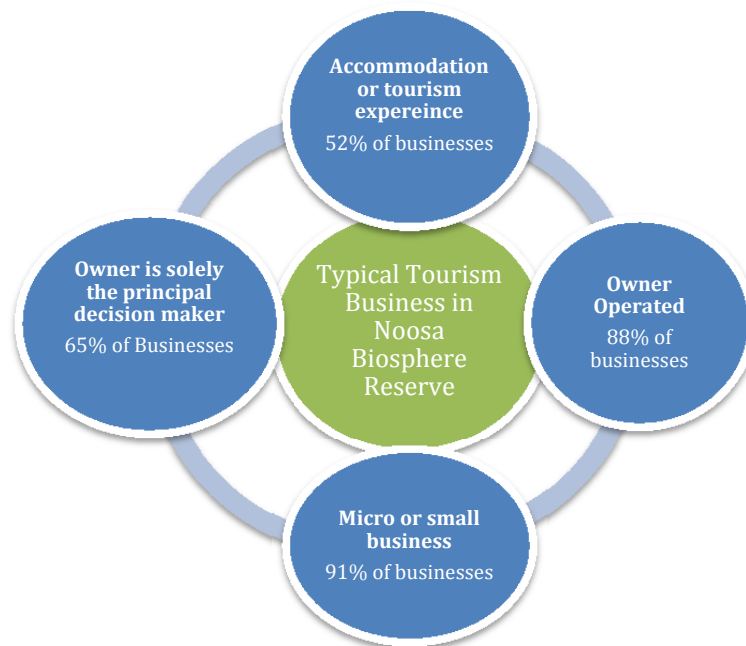 Accommodation
or tourism
expereince
52% of businesses
Owner is solely
the principal
decision maker
65% of Businesses
Typical Tourism
Business in
Noosa
Biosphere
Reserve
Owner
Operated
88% of
businesses
Micro or small
business
91% of businesses